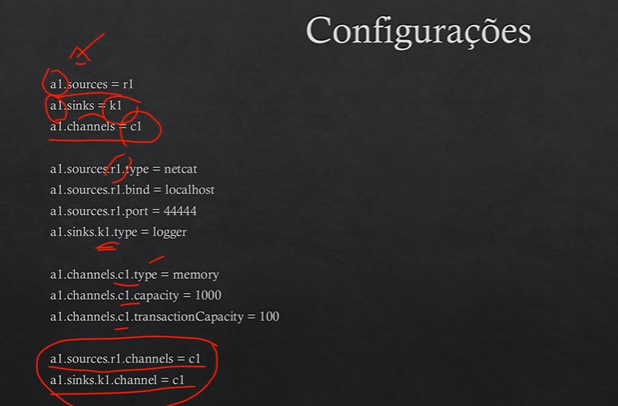 Configurações
a1.sources = r1
a1.sinks = k1
a1.channels = c1
a1.sources.r1.type = netcat
a1.sources.r1.bind = localhost
a1.sources.r1.port = 44444
a1.sinks.k1.type = logger
a1.channels.c1.type = memory
a1.channels.c1.capacity = 1000
a1.channels.c1.transactionCapacity = 100
a1.sources.r1.channels = c1
a1.sinks.k1.channel = c1